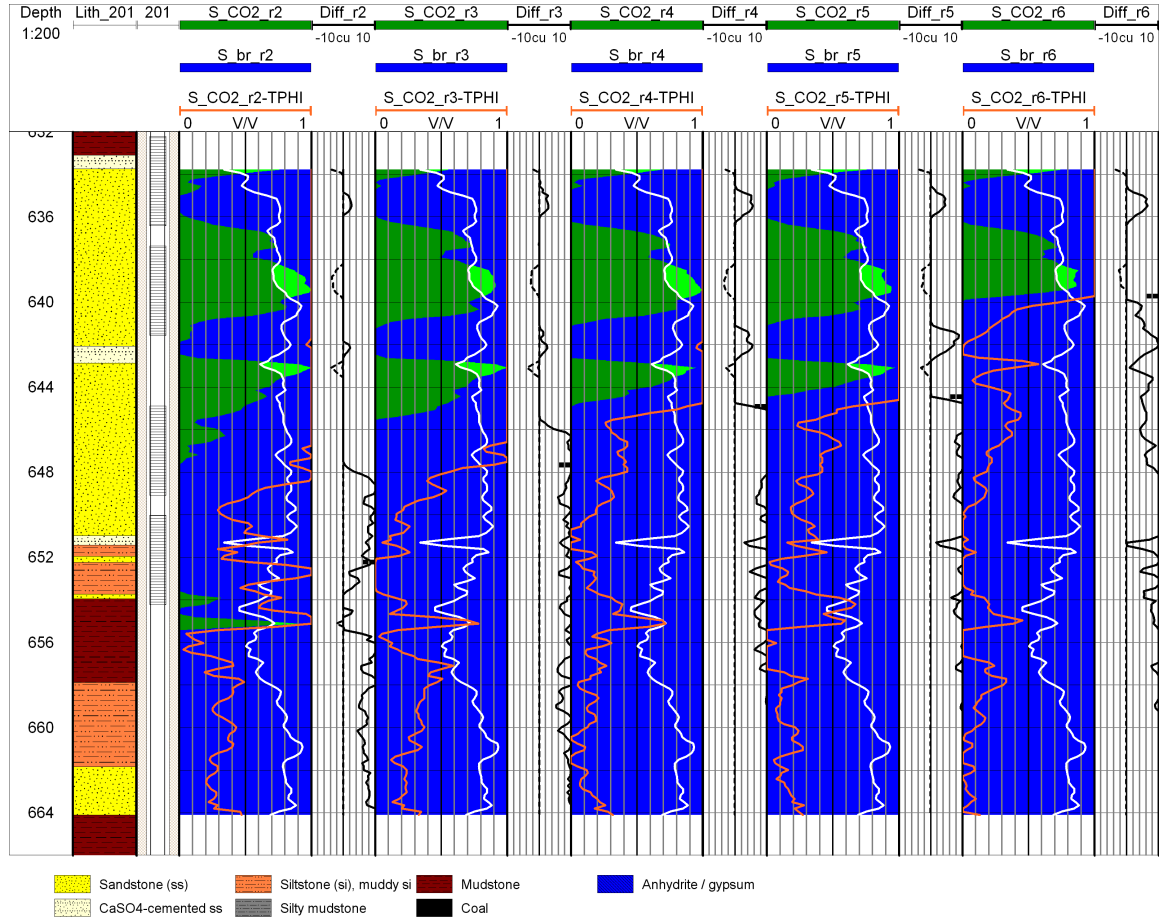 Depth Lith_201 201 S_CO2_r2 Diff_r2 S_CO2_r3 Diff_r3 S_CO2_r4 Diff_r4 S_CO2_r5 Diff_r5 S_CO2_r6 Diff_r6
1:200 -10cu 10 -10cu 10 -10cu 10 -10cu 10 -10cu 10
S_br_r2 S_br_r3 S_br_r4 S_br_r5 S_br_r6
S_CO2_r2-TPHI S_CO2_r3-TPHI S_CO2_r4-TPHI S_CO2_r5-TPHI S_CO2_r6-TPHI
0 V/V 1 0 V/V 1 0 V/V 1 0 V/V 1 0 V/V 1
632
636
640
644
648
652
656
660
664
Sandstone (ss) Siltstone (si), muddy si Mudstone Anhydrite / gypsum
CaSO4-cemented ss Silty mudstone Coal